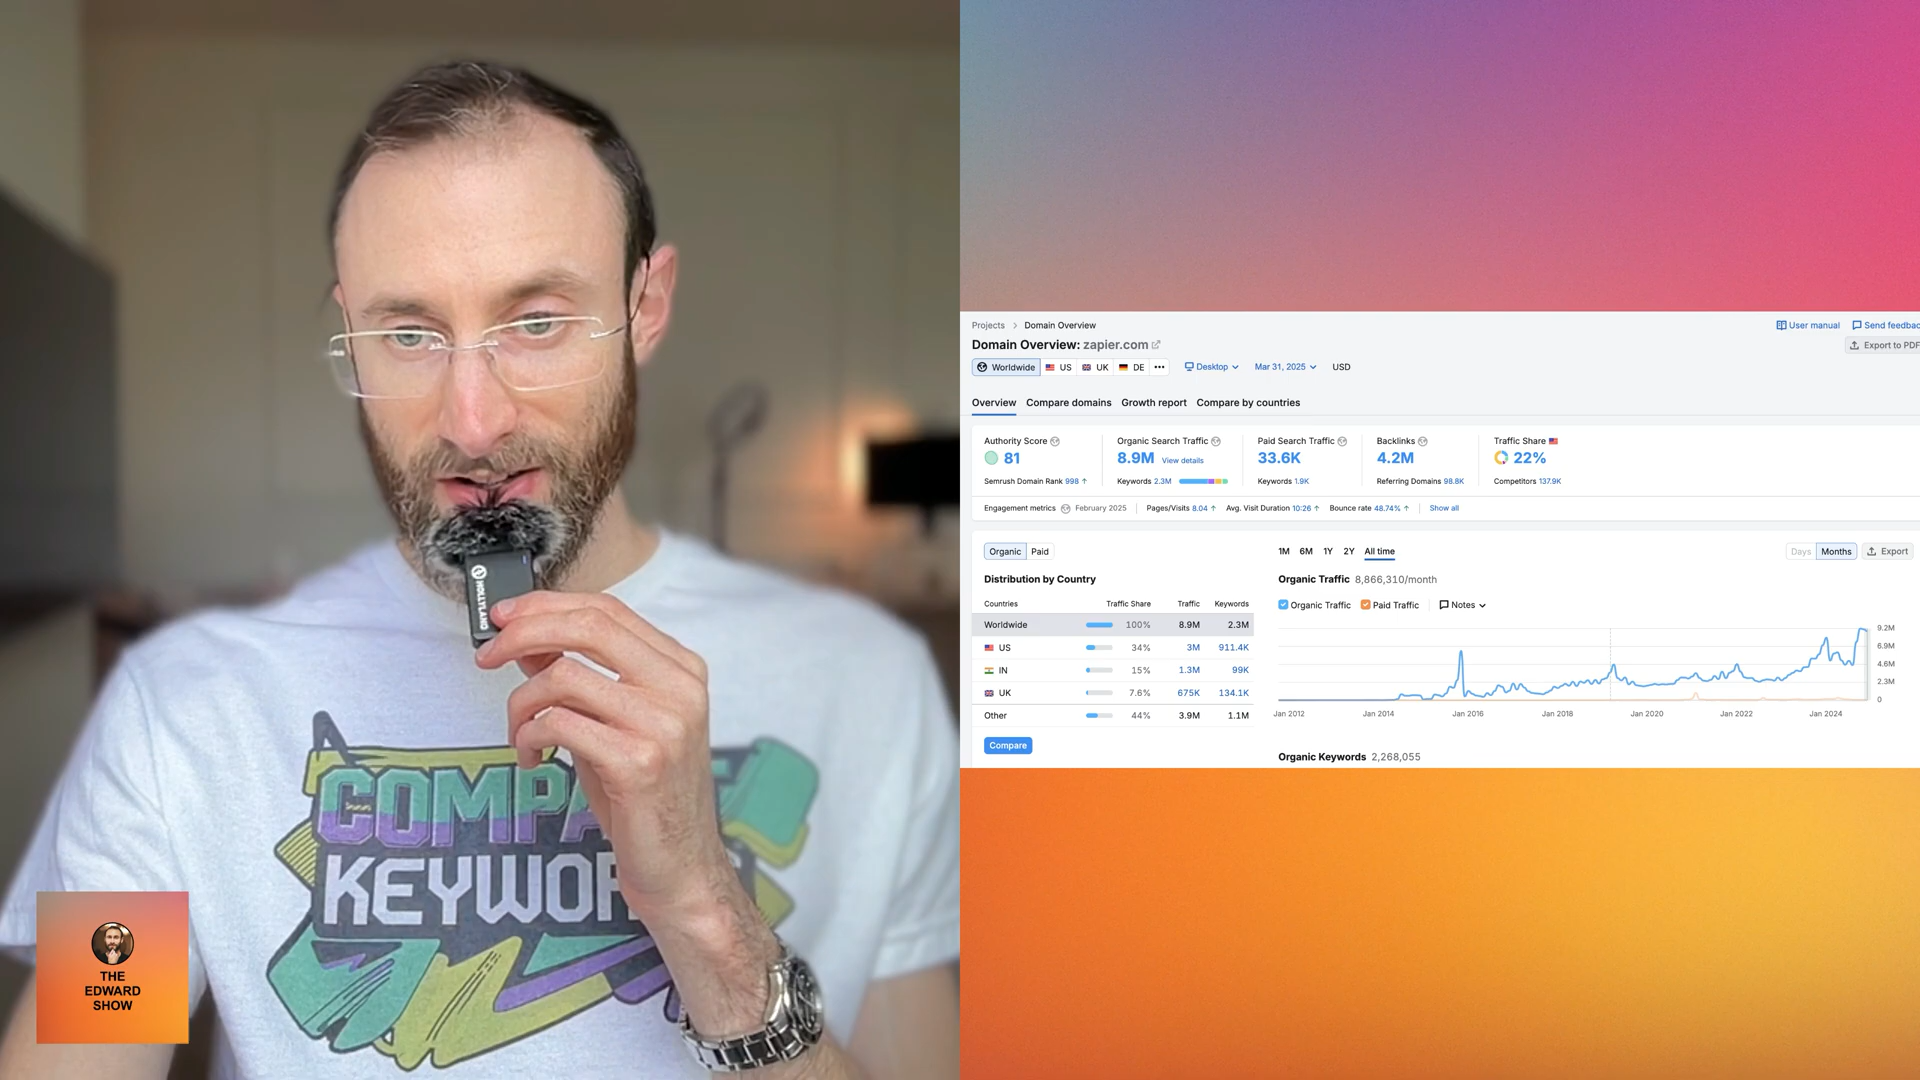 HOLLYLAND
COMPA
KEYWOR
THE
EDWARD
SHOW
Projects > Domain Overview
User manual
Send feedbac
Domain Overview: zapier.com
Export to PDF
Worldwide US UK DE ••• Desktop Mar 31, 2025 USD
Overview Compare domains Growth report Compare by countries
Authority Score Organic Search Traffic Paid Search Traffic Backlinks Traffic Share
81 8.9M View details 33.6K 4.2M 22%
Semrush Domain Rank 998 ↑ Keywords 2.3M Keywords 1.9K Referring Domains 98.8K Competitors 137.9K
Engagement metrics February 2025 Pages/Visits 8.04 ↑ Avg. Visit Duration 10:26 ↑ Bounce rate 48.74% ↑ Show all
Organic Paid
1M 6M 1Y 2Y All time
Days Months Export
Distribution by Country
Countries Traffic Share Traffic Keywords
Worldwide 100% 8.9M 2.3M
US 34% 3M 911.4K
IN 15% 1.3M 99K
UK 7.6% 675K 134.1K
Other 44% 3.9M 1.1M
Compare
Organic Traffic 8,866,310/month
Organic Traffic Paid Traffic Notes
9.2M
6.9M
4.6M
2.3M
0
Jan 2012 Jan 2014 Jan 2016 Jan 2018 Jan 2020 Jan 2022 Jan 2024
Organic Keywords 2,268,055